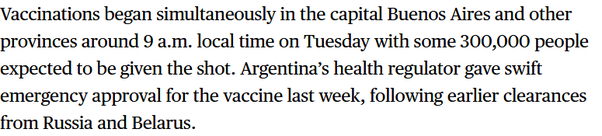 Vaccinations began simultaneously in the capital Buenos Aires and other
provinces around 9 a.m. local time on Tuesday with some 300,000 people
expected to be given the shot. Argentina’s health regulator gave swift
emergency approval for the vaccine last week, following earlier clearances
from Russia and Belarus.